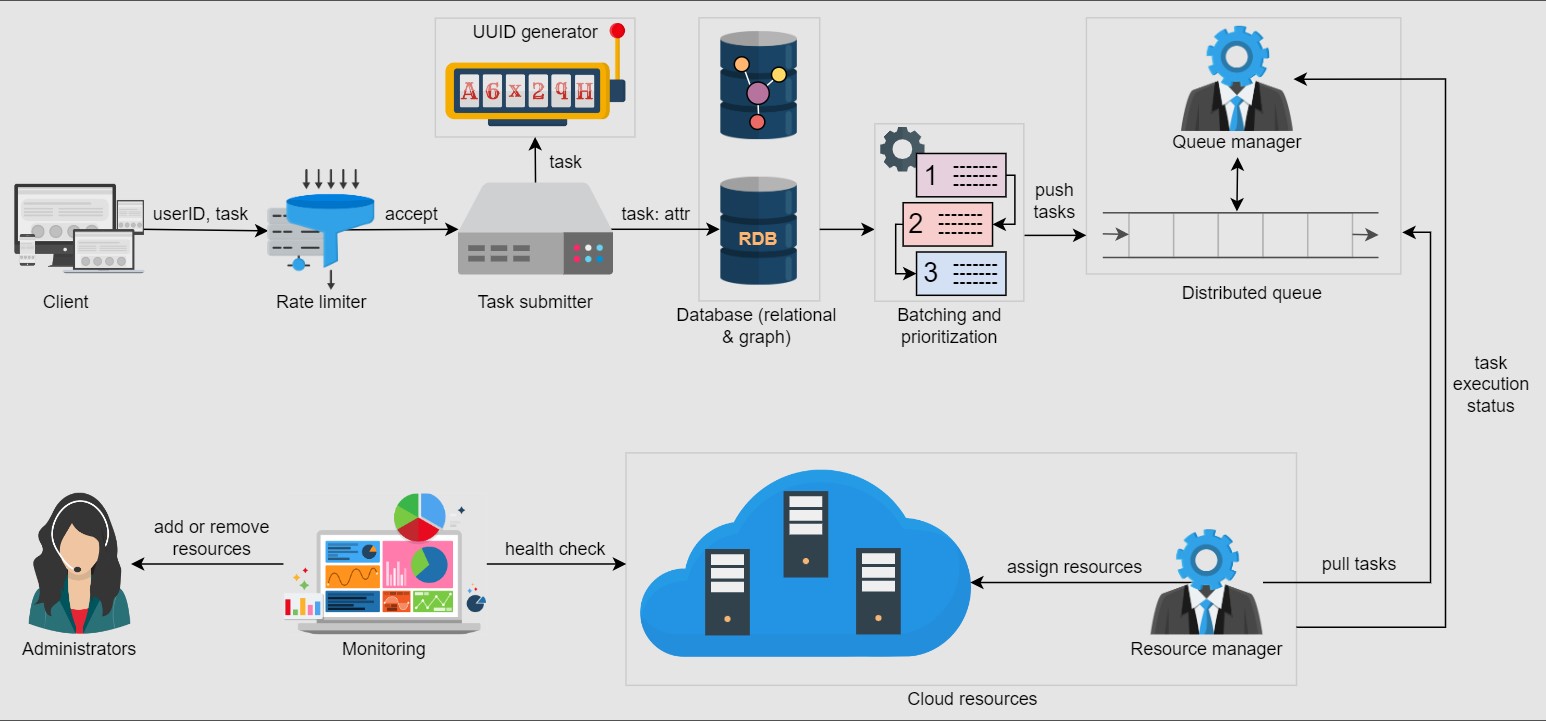 UUID generator
A 6 x 2 9 H
task
Client
userID, task
Rate limiter
accept
Task submitter
task: attr
RDB
Database (relational
& graph)
1
2
3
Batching and
prioritization
push
tasks
Queue manager
Distributed queue
task
execution
status
pull tasks
Resource manager
assign resources
Cloud resources
health check
Monitoring
add or remove
resources
Administrators